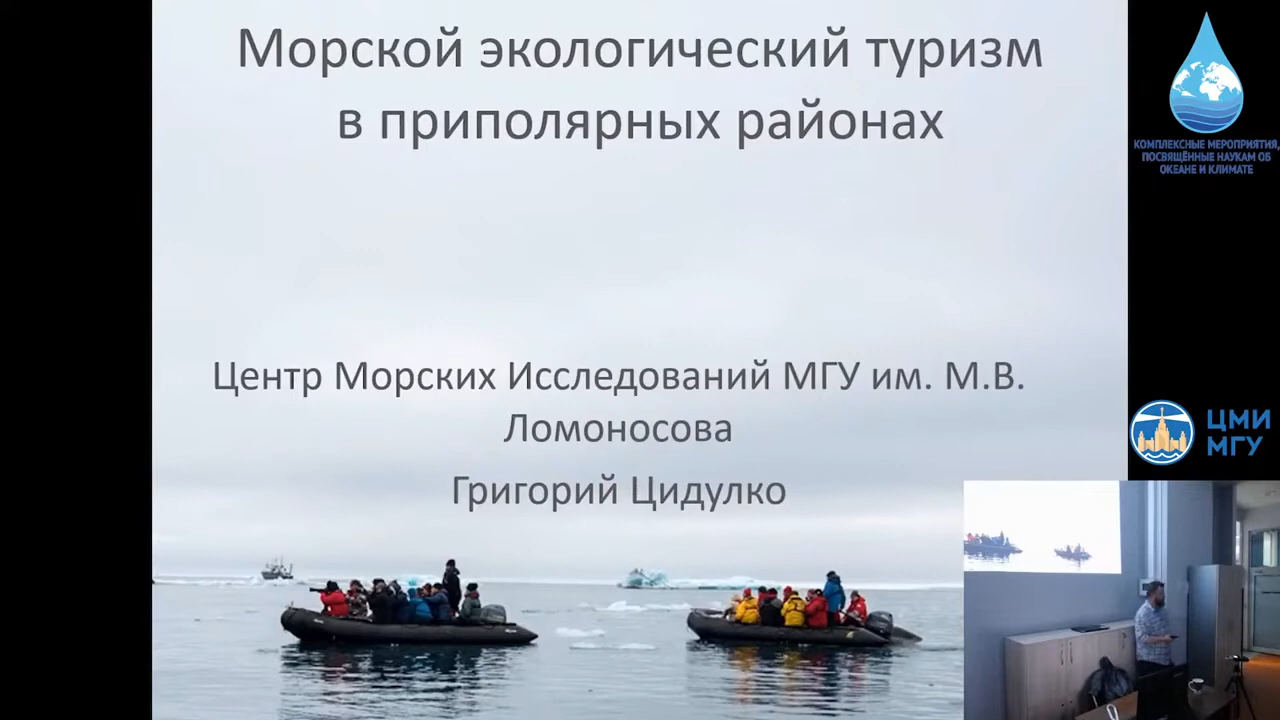 Морской экологический туризм
в приполярных районах
Центр Морских Исследований МГУ им. М.В.
Ломоносова
Григорий Цидулко
КОМПЛЕКСНЫЕ МЕРОПРИЯТИЯ,
ПОСВЯЩЁННЫЕ НАУКАМ ОБ
ОКЕАНЕ И КЛИМАТЕ
ЦМИ
МГУ